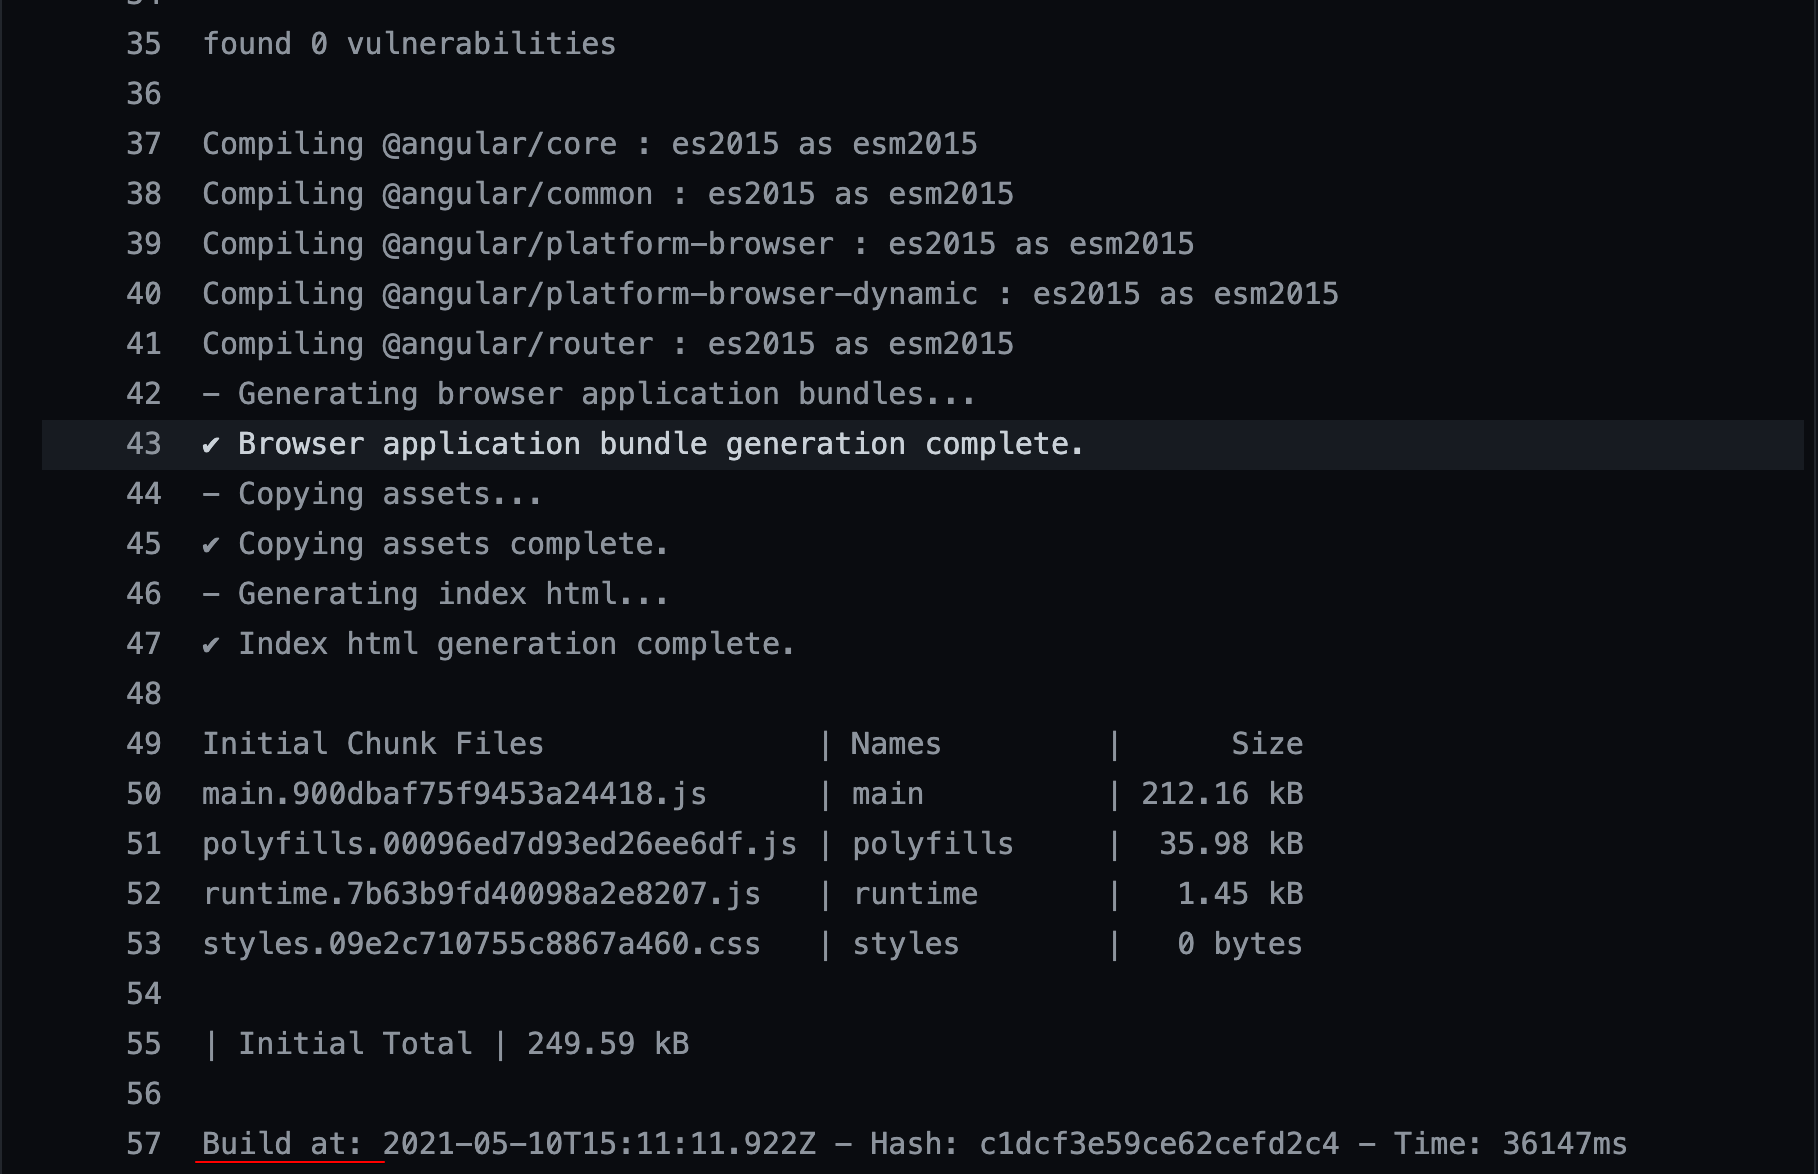 35 found 0 vulnerabilities
36
37 Compiling @angular/core : es2015 as esm2015
38 Compiling @angular/common : es2015 as esm2015
39 Compiling @angular/platform-browser : es2015 as esm2015
40 Compiling @angular/platform-browser-dynamic : es2015 as esm2015
41 Compiling @angular/router : es2015 as esm2015
42 – Generating browser application bundles...
43 ✔ Browser application bundle generation complete.
44 – Copying assets...
45 ✔ Copying assets complete.
46 – Generating index html...
47 ✔ Index html generation complete.
48
49 Initial Chunk Files | Names | Size
50 main.900dbaf75f9453a24418.js | main | 212.16 kB
51 polyfills.00096ed7d93ed26ee6df.js | polyfills | 35.98 kB
52 runtime.7b63b9fd40098a2e8207.js | runtime | 1.45 kB
53 styles.09e2c710755c8867a460.css | styles | 0 bytes
54
55 | Initial Total | 249.59 kB
56
57 Build at: 2021-05-10T15:11:11.922Z – Hash: c1dcf3e59ce62cefd2c4 – Time: 36147ms